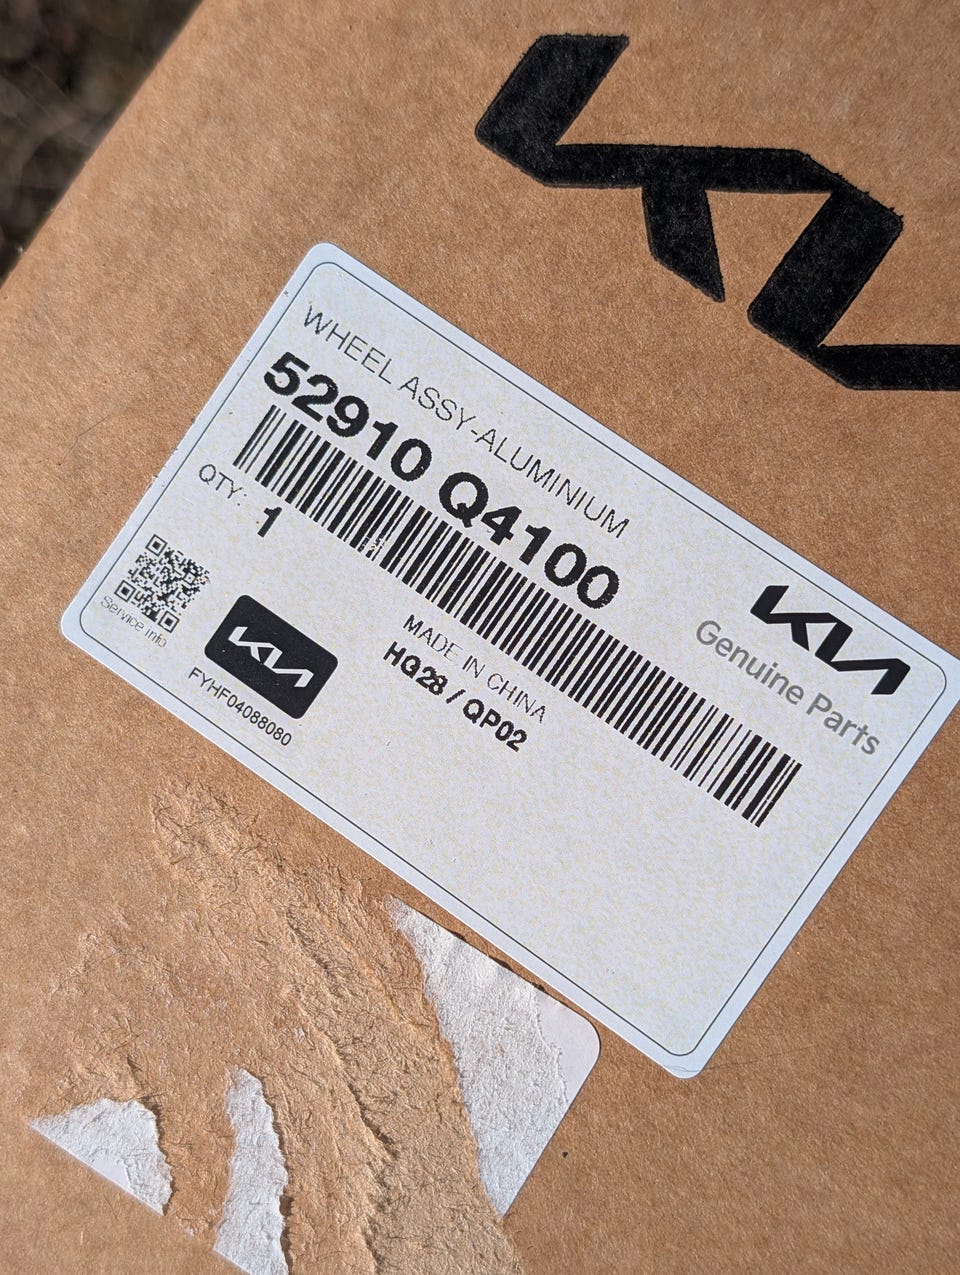 KIA
WHEEL ASSY-ALUMINIUM
52910 Q4100
QTY: 1
Service info
KIA
FYHF04088080
MADE IN CHINA
HG28 / QP02
KIA
Genuine Parts